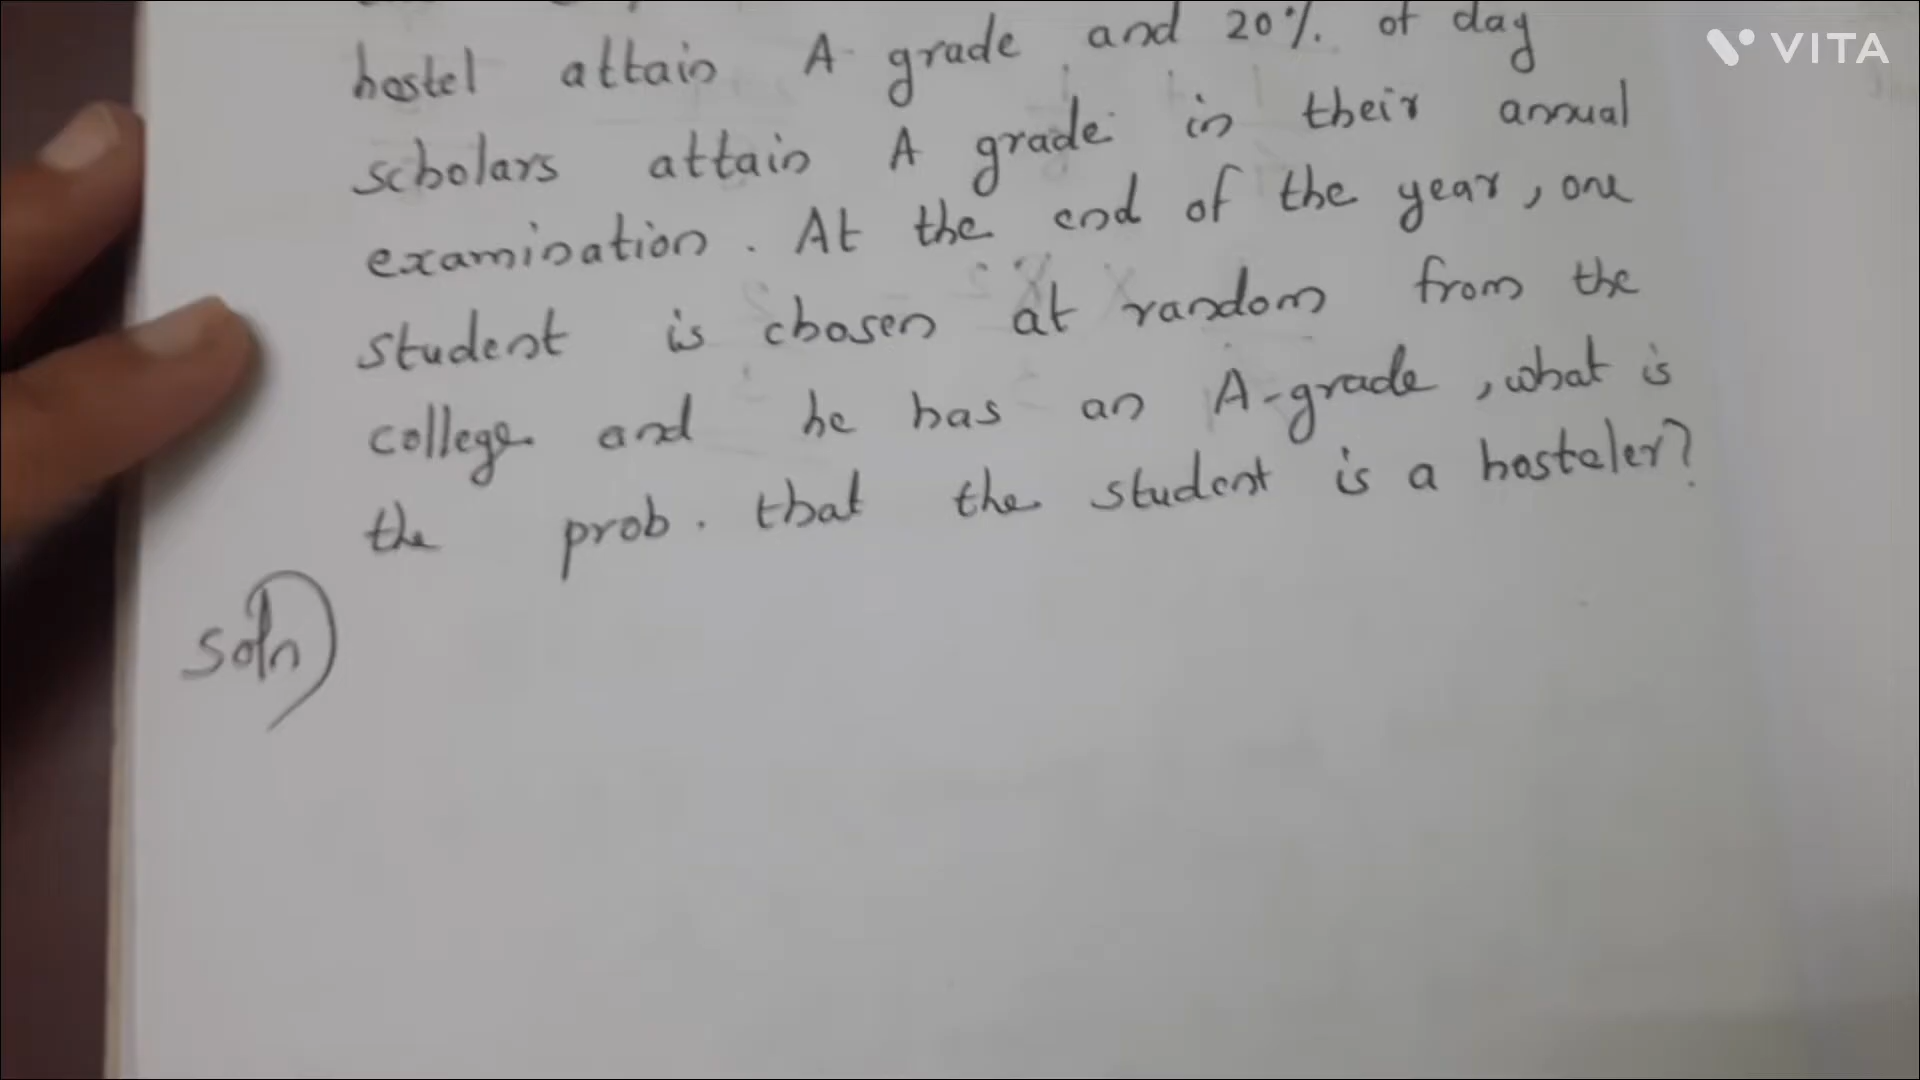 hostel attain A grade and 20% of day
VITA
scholars attain A grade in their annual
examination. At the end of the year, one
student is chosen at random from the
college and he has an A-grade, what is
the prob. that the student is a hosteler?
Soln